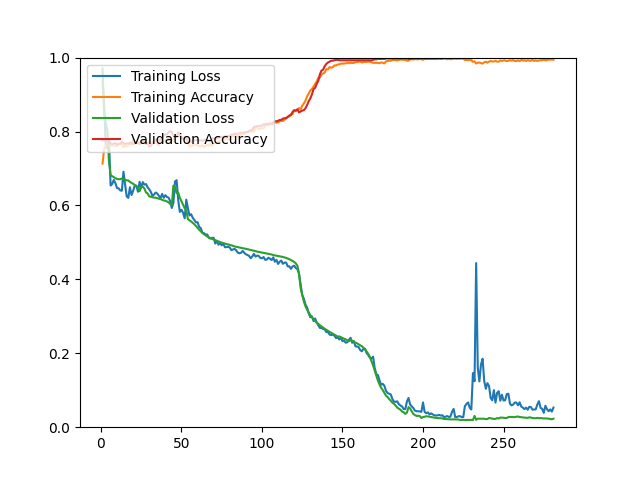 1.0
0.8
0.6
0.4
0.2
0.0
Training Loss
Training Accuracy
Validation Loss
Validation Accuracy
0 50 100 150 200 250